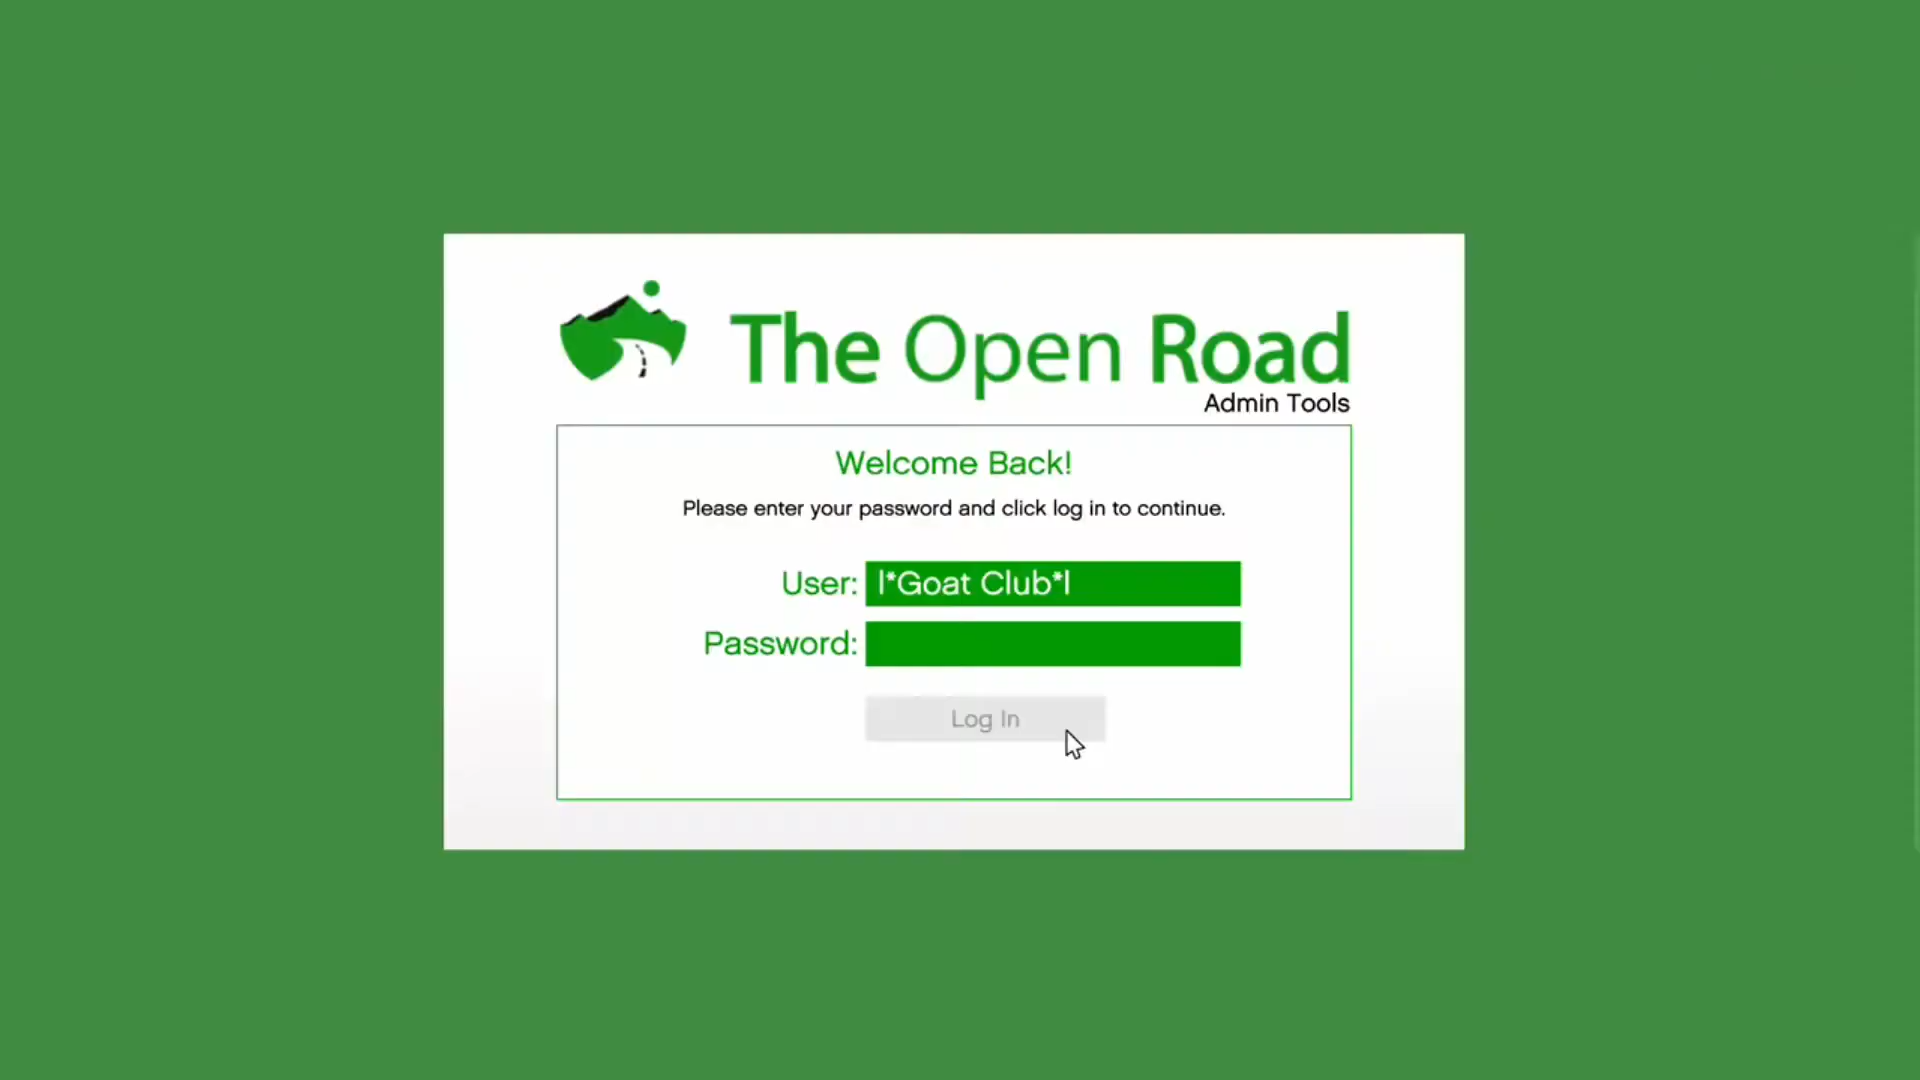 The Open Road
Admin Tools
Welcome Back!
Please enter your password and click log in to continue.
User: |*Goat Club*|
Password:
Log In